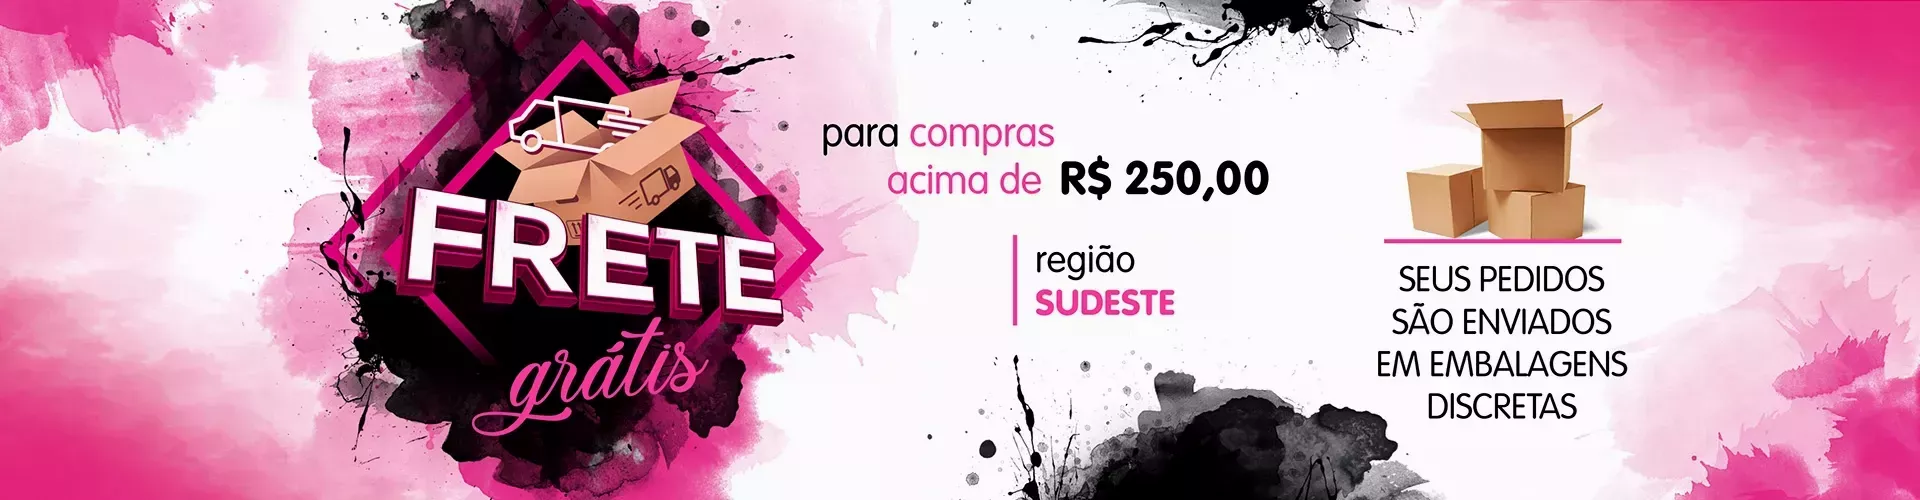 FRETE
grátis
para compras
acima de R$ 250,00
região
SUDESTE
SEUS PEDIDOS
SÃO ENVIADOS
EM EMBALAGENS
DISCRETAS